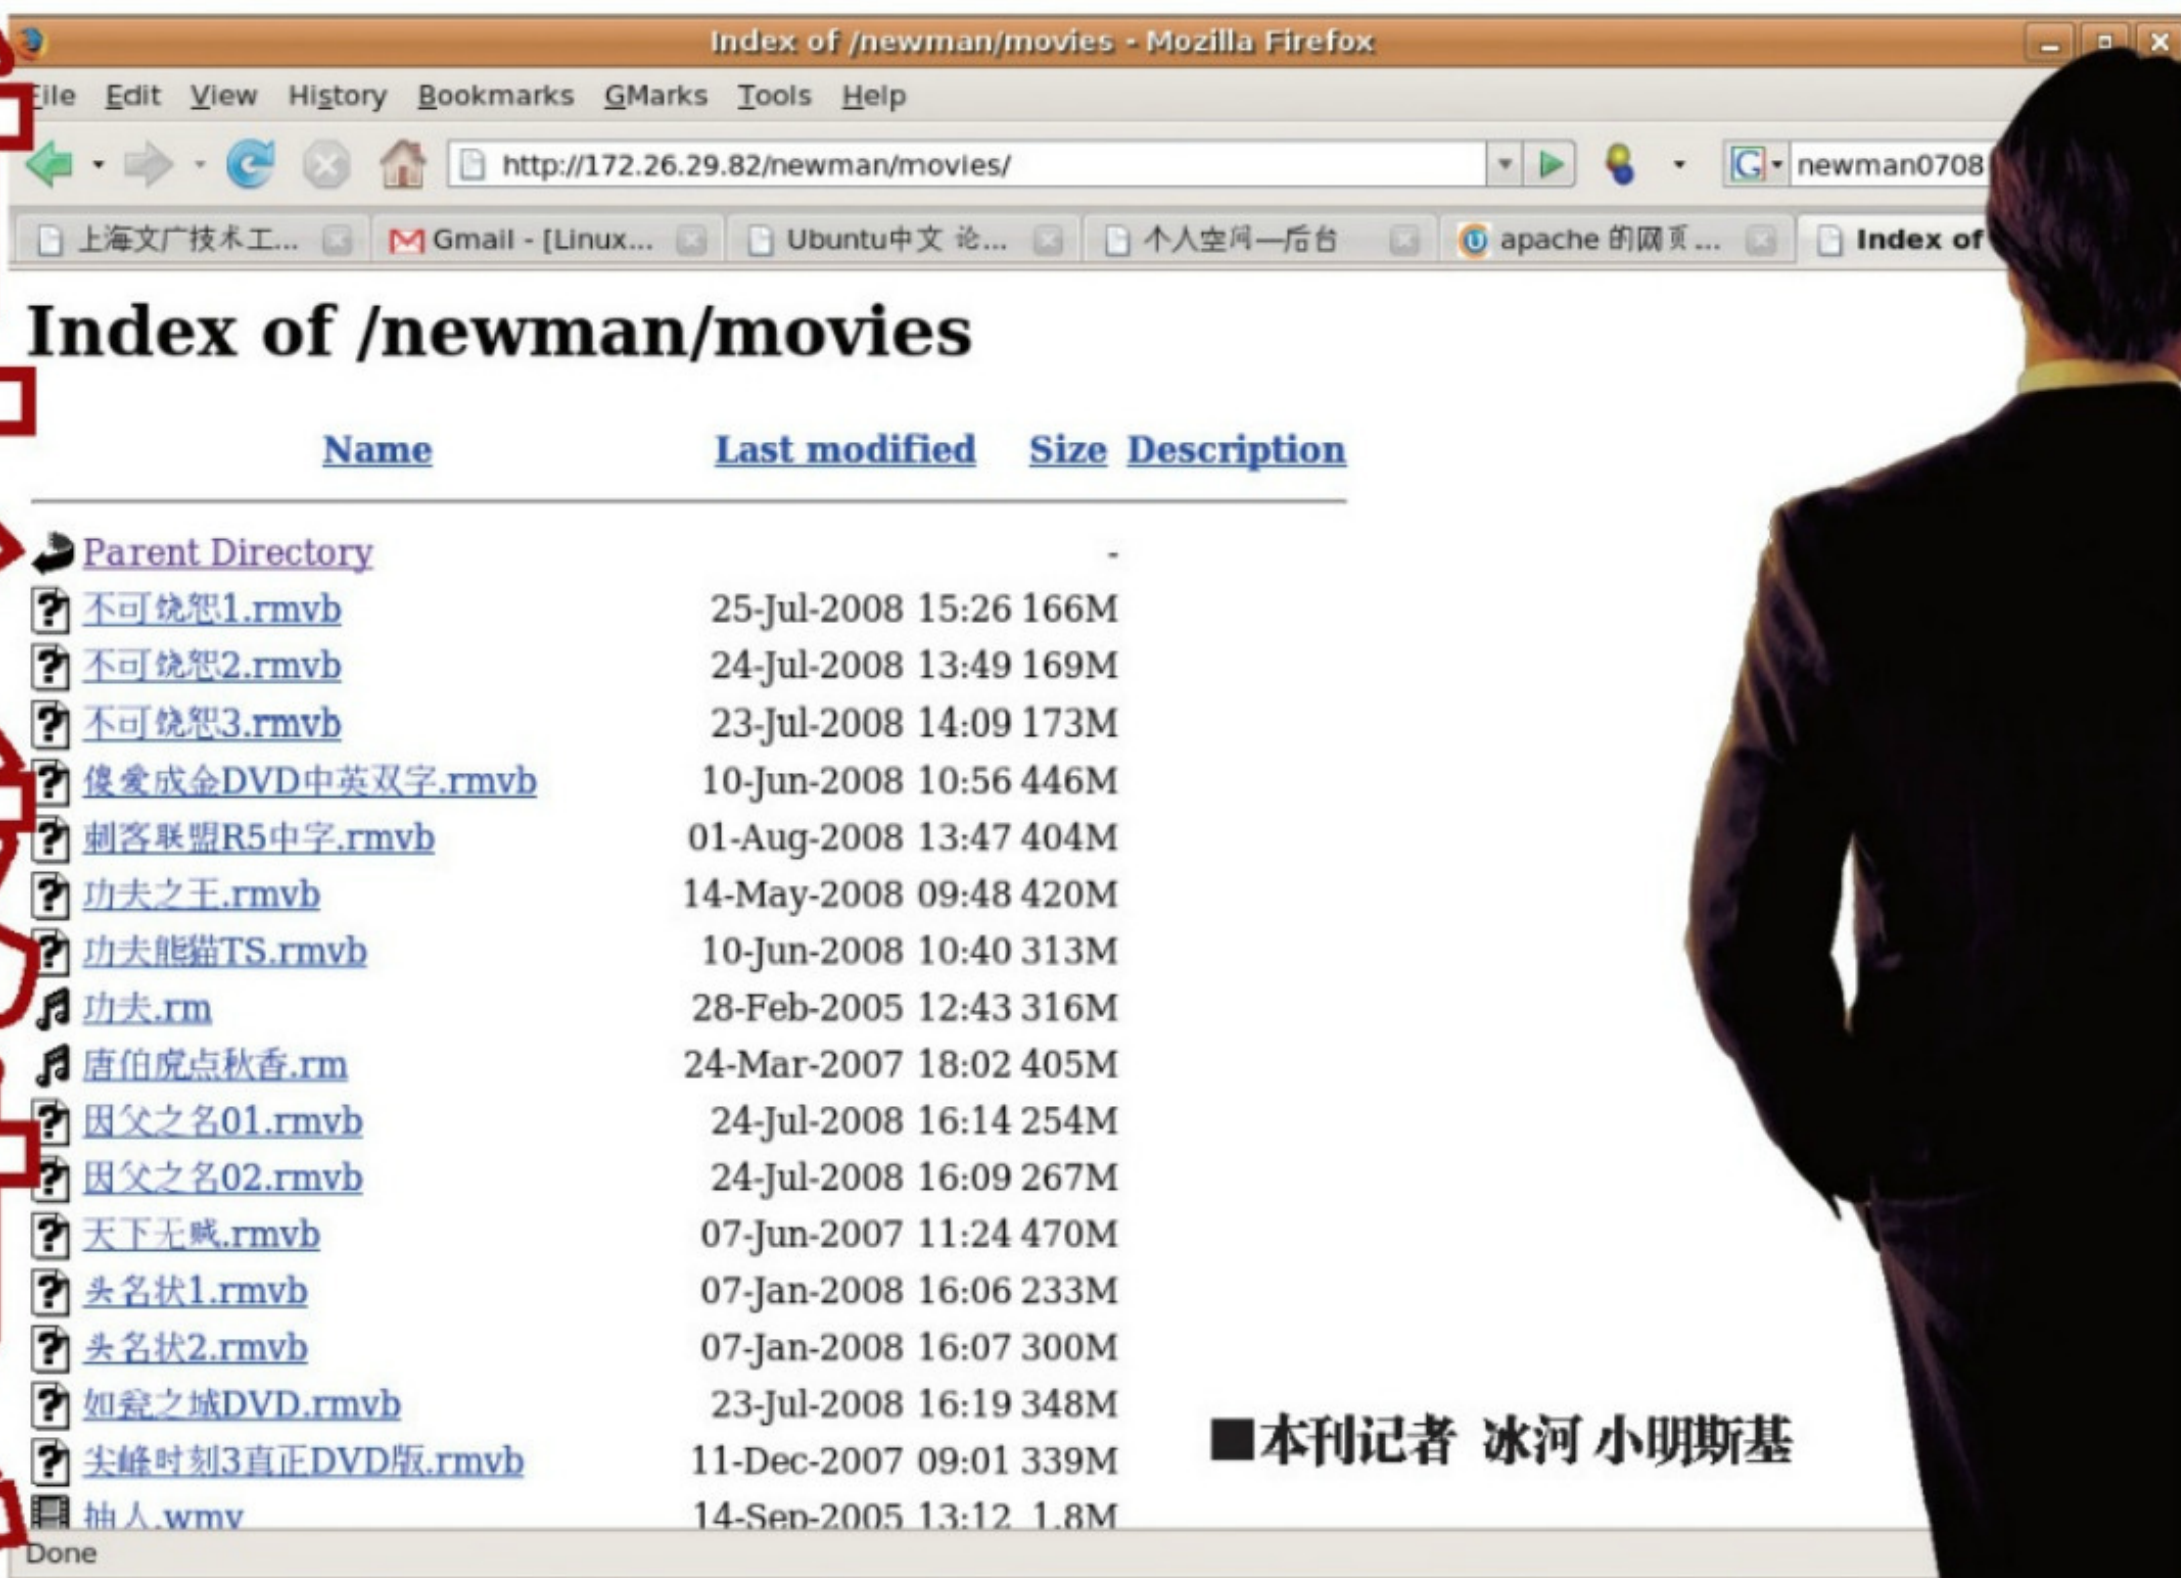 Index of /newman/movies - Mozilla Firefox
File Edit View History Bookmarks GMarks Tools Help
http://172.26.29.82/newman/movies/ newman0708
上海文广技术工... Gmail - [Linux... Ubuntu中文 论... 个人空间—后台 apache 的网页... Index of
Index of /newman/movies
Name Last modified Size Description
Parent Directory -
不可饶恕1.rmvb 25-Jul-2008 15:26 166M
不可饶恕2.rmvb 24-Jul-2008 13:49 169M
不可饶恕3.rmvb 23-Jul-2008 14:09 173M
傻爱成金DVD中英双字.rmvb 10-Jun-2008 10:56 446M
刺客联盟R5中字.rmvb 01-Aug-2008 13:47 404M
功夫之王.rmvb 14-May-2008 09:48 420M
功夫熊猫TS.rmvb 10-Jun-2008 10:40 313M
功夫.rm 28-Feb-2005 12:43 316M
唐伯虎点秋香.rm 24-Mar-2007 18:02 405M
因父之名01.rmvb 24-Jul-2008 16:14 254M
因父之名02.rmvb 24-Jul-2008 16:09 267M
天下无贼.rmvb 07-Jun-2007 11:24 470M
头名状1.rmvb 07-Jan-2008 16:06 233M
头名状2.rmvb 07-Jan-2008 16:07 300M
如瓷之城DVD.rmvb 23-Jul-2008 16:19 348M
尖峰时刻3真正DVD版.rmvb 11-Dec-2007 09:01 339M
抽人.wmv 14-Sep-2005 13:12 1.8M
■本刊记者 冰河 小明斯基
Done